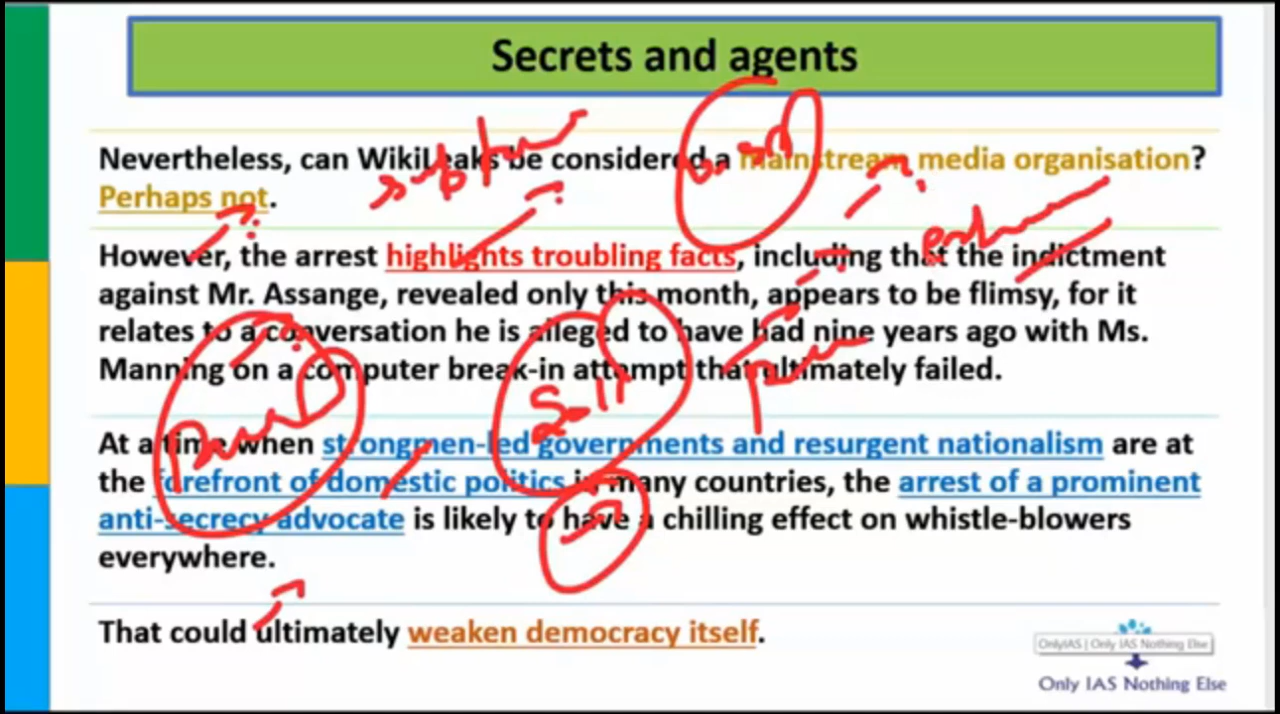 Secrets and agents
Nevertheless, can WikiLeaks be considered a mainstream media organisation?
Perhaps not.
However, the arrest highlights troubling facts, including that the indictment
against Mr. Assange, revealed only this month, appears to be flimsy, for it
relates to a conversation he is alleged to have had nine years ago with Ms.
Manning on a computer break-in attempt that ultimately failed.
At a time when strongmen-led governments and resurgent nationalism are at
the forefront of domestic politics in many countries, the arrest of a prominent
anti-secrecy advocate is likely to have a chilling effect on whistle-blowers
everywhere.
That could ultimately weaken democracy itself.
OnlyIAS | Only IAS Nothing Else
Only IAS Nothing Else